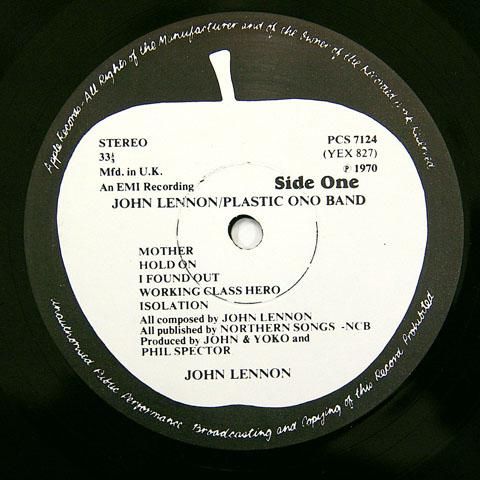 Apple Records - All Rights of the Manufacturer and of the Owner of the Recorded Work Reserved
STEREO
33⅓
Mfd. in U.K.
An EMI Recording
PCS 7124
(YEX 827)
℗ 1970
Side One
JOHN LENNON/PLASTIC ONO BAND
MOTHER
HOLD ON
I FOUND OUT
WORKING CLASS HERO
ISOLATION
All composed by JOHN LENNON
All published by NORTHERN SONGS -NCB
Produced by JOHN & YOKO and
PHIL SPECTOR
JOHN LENNON
Unauthorised Public Performance Broadcasting and Copying of this Record Prohibited